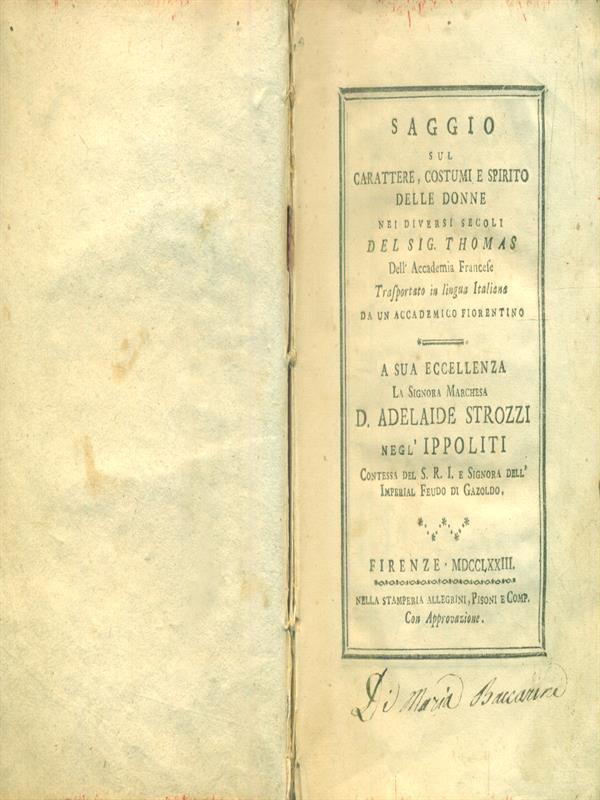 SAGGIO
SUL
CARATTERE, COSTUMI E SPIRITO
DELLE DONNE
NEI DIVERSI SECOLI
DEL SIG. THOMAS
Dell' Accademia Francese
Trasportato in lingua Italiana
DA UN ACCADEMICO FIORENTINO
A SUA ECCELLENZA
LA SIGNORA MARCHESA
D. ADELAIDE STROZZI
NEGL' IPPOLITI
CONTESSA DEL S. R. I. E SIGNORA DELL'
IMPERIAL FEUDO DI GAZOLDO.
FIRENZE · MDCCLXXIII.
NELLA STAMPERIA ALLEGRINI, PISONI E COMP.
Con Approvazione.
Di Maria Baccarini